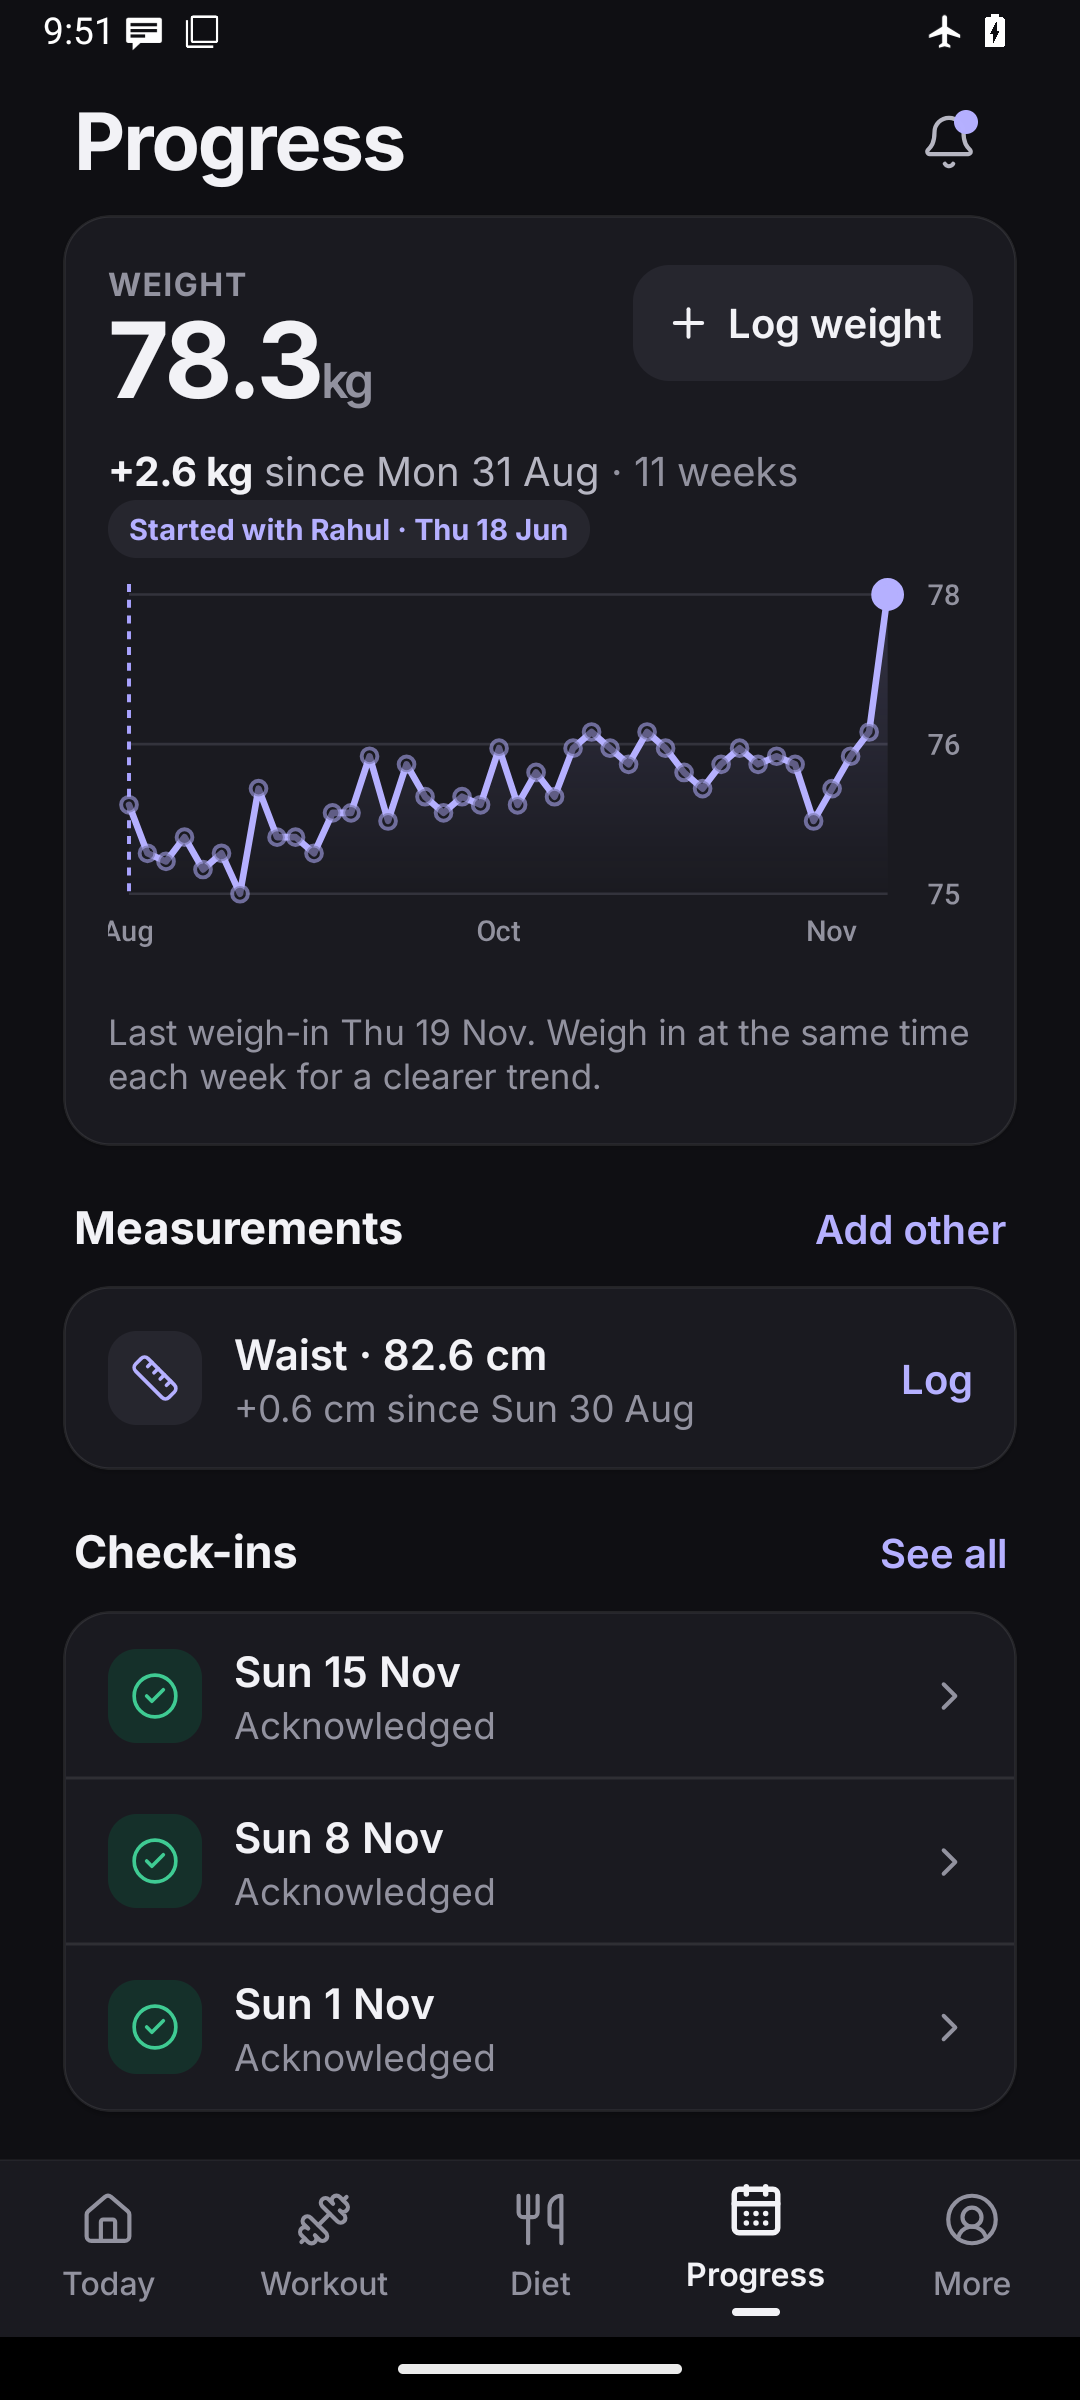 9:51
Progress
WEIGHT
78.3kg
Log weight
+2.6 kg since Mon 31 Aug · 11 weeks
Started with Rahul · Thu 18 Jun
78
76
75
Aug
Oct
Nov
Last weigh-in Thu 19 Nov. Weigh in at the same time
each week for a clearer trend.
Measurements
Add other
Waist · 82.6 cm
+0.6 cm since Sun 30 Aug
Log
Check-ins
See all
Sun 15 Nov
Acknowledged
Sun 8 Nov
Acknowledged
Sun 1 Nov
Acknowledged
Today
Workout
Diet
Progress
More